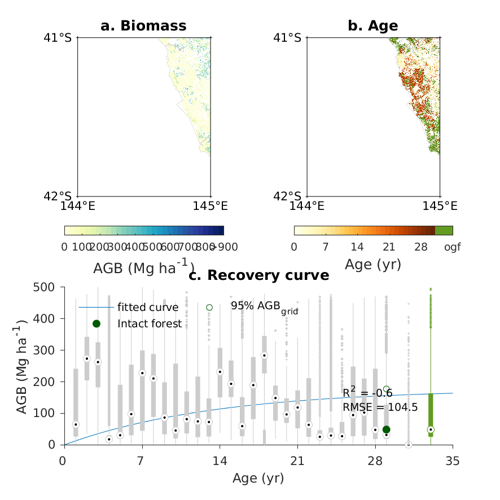 a. Biomass
b. Age
41°S
42°S
144°E
145°E
41°S
42°S
144°E
145°E
0 100 200 300 400 500 600 700 800 >900
AGB (Mg ha-1)
0 7 14 21 28 ogf
Age (yr)
c. Recovery curve
500
400
300
200
100
0
AGB (Mg ha-1)
fitted curve
95% AGBgrid
Intact forest
R2 = -0.6
RMSE = 104.5
0 7 14 21 28 35
Age (yr)